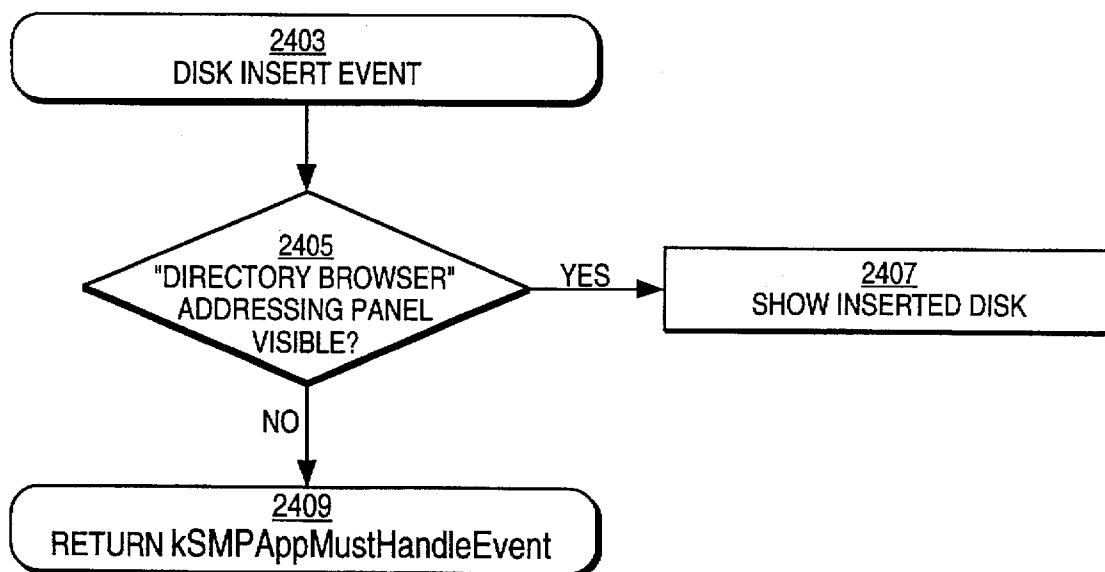 2403
DISK INSERT EVENT
2405
"DIRECTORY BROWSER"
ADDRESSING PANEL
VISIBLE?
YES
2407
SHOW INSERTED DISK
NO
2409
RETURN kSMPAppMustHandleEvent